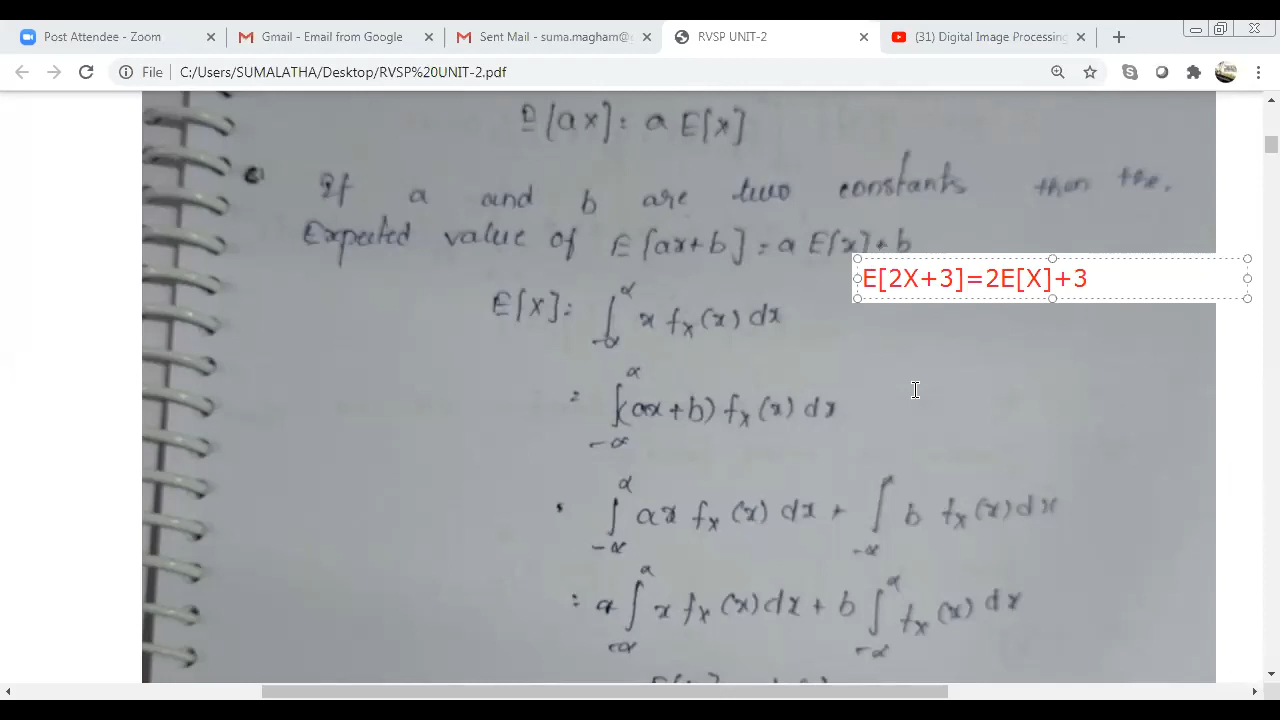 Post Attendee - Zoom
Gmail - Email from Google
Sent Mail - suma.magham@
RVSP UNIT-2
(31) Digital Image Processing
File
C:/Users/SUMALATHA/Desktop/RVSP%20UNIT-2.pdf
E[ax]: a E[x]
If a and b are two constants then the.
Expected value of E[ax+b] = a E[x]+b
E[2X+3]=2E[X]+3
E[X]: ∫_{-α}^{α} x fx(x) dx
= ∫_{-α}^{α} (ax+b) fx(x) dx
∫_{-α}^{α} ax fx(x) dx + ∫_{-α} b fx(x) dx
= a ∫_{-α}^{α} x fx(x) dx + b ∫_{-α}^{α} fx(x) dx